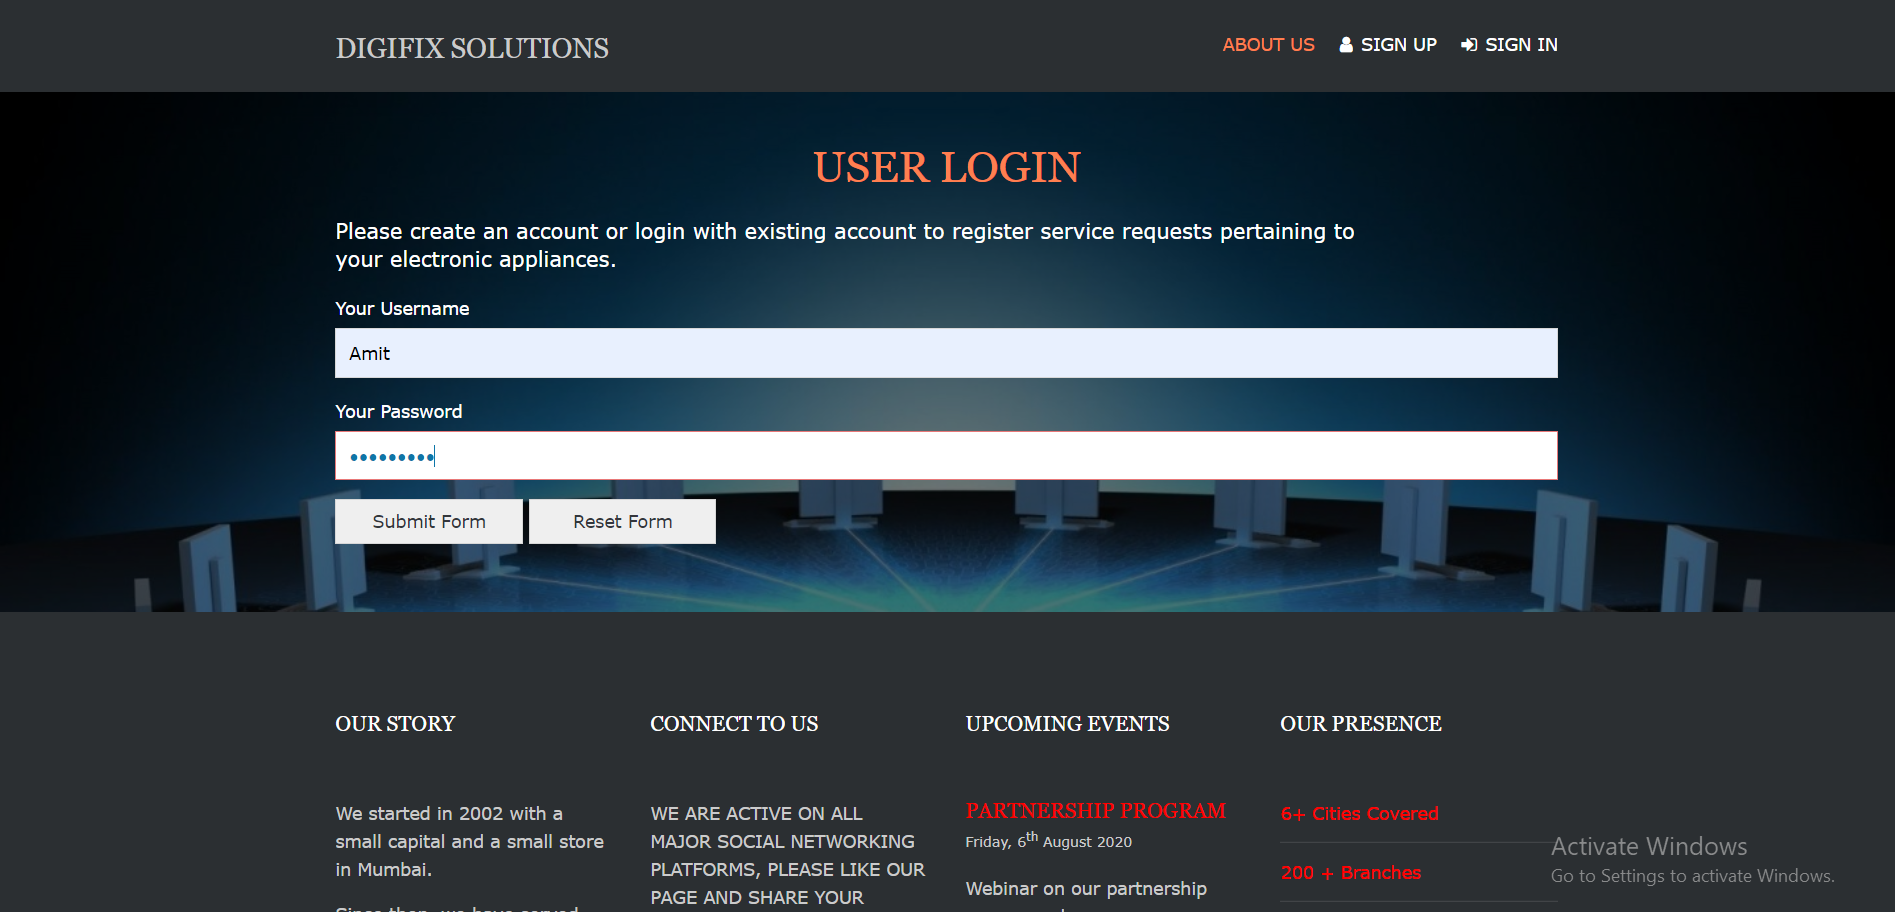 DIGIFIX SOLUTIONS
ABOUT US SIGN UP SIGN IN
USER LOGIN
Please create an account or login with existing account to register service requests pertaining to
your electronic appliances.
Your Username
Amit
Your Password
•••••••••
Submit Form Reset Form
OUR STORY
We started in 2002 with a
small capital and a small store
in Mumbai.
CONNECT TO US
WE ARE ACTIVE ON ALL
MAJOR SOCIAL NETWORKING
PLATFORMS, PLEASE LIKE OUR
PAGE AND SHARE YOUR
UPCOMING EVENTS
PARTNERSHIP PROGRAM
Friday, 6th August 2020
Webinar on our partnership
OUR PRESENCE
6+ Cities Covered
200 + Branches
Activate Windows
Go to Settings to activate Windows.